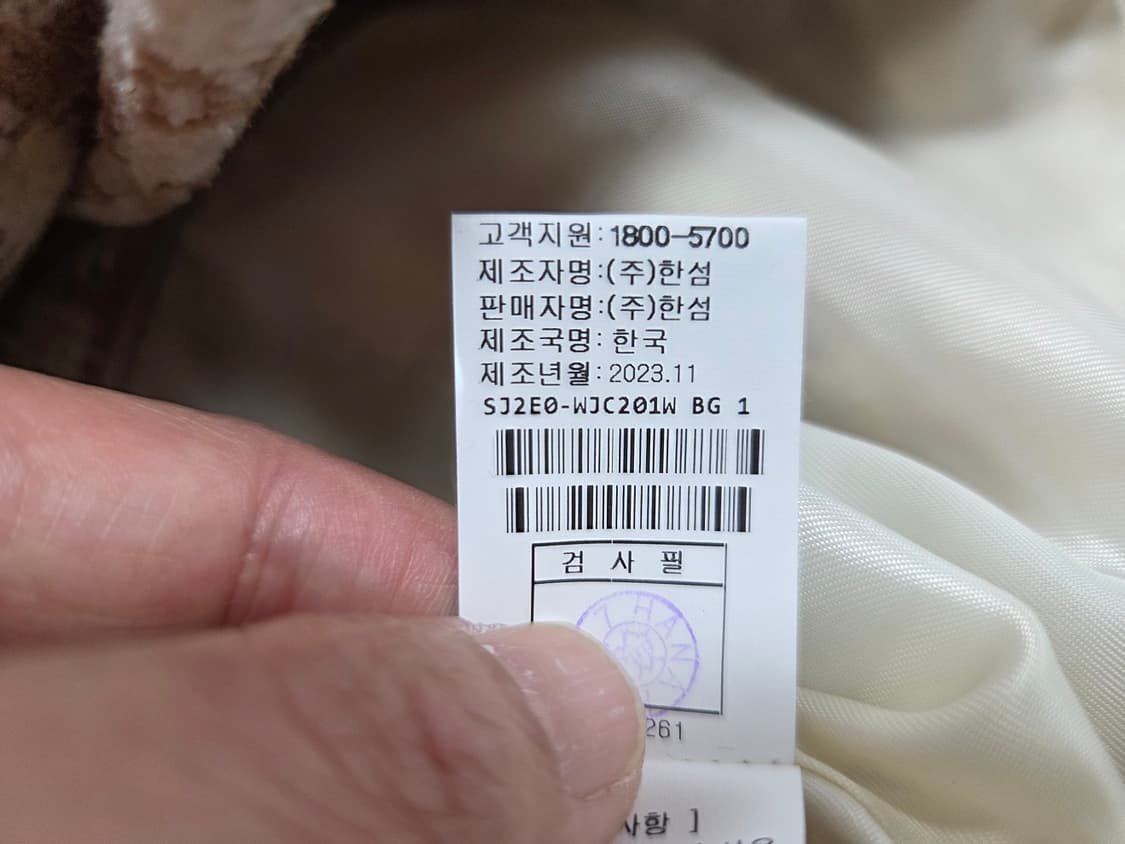 고객지원:1800-5700
제조자명:(주)한섬
판매자명:(주)한섬
제조국명: 한국
제조년월:2023.11
SJ2E0-WJC201W BG 1
검 사 필
THAN
261
사항 ]